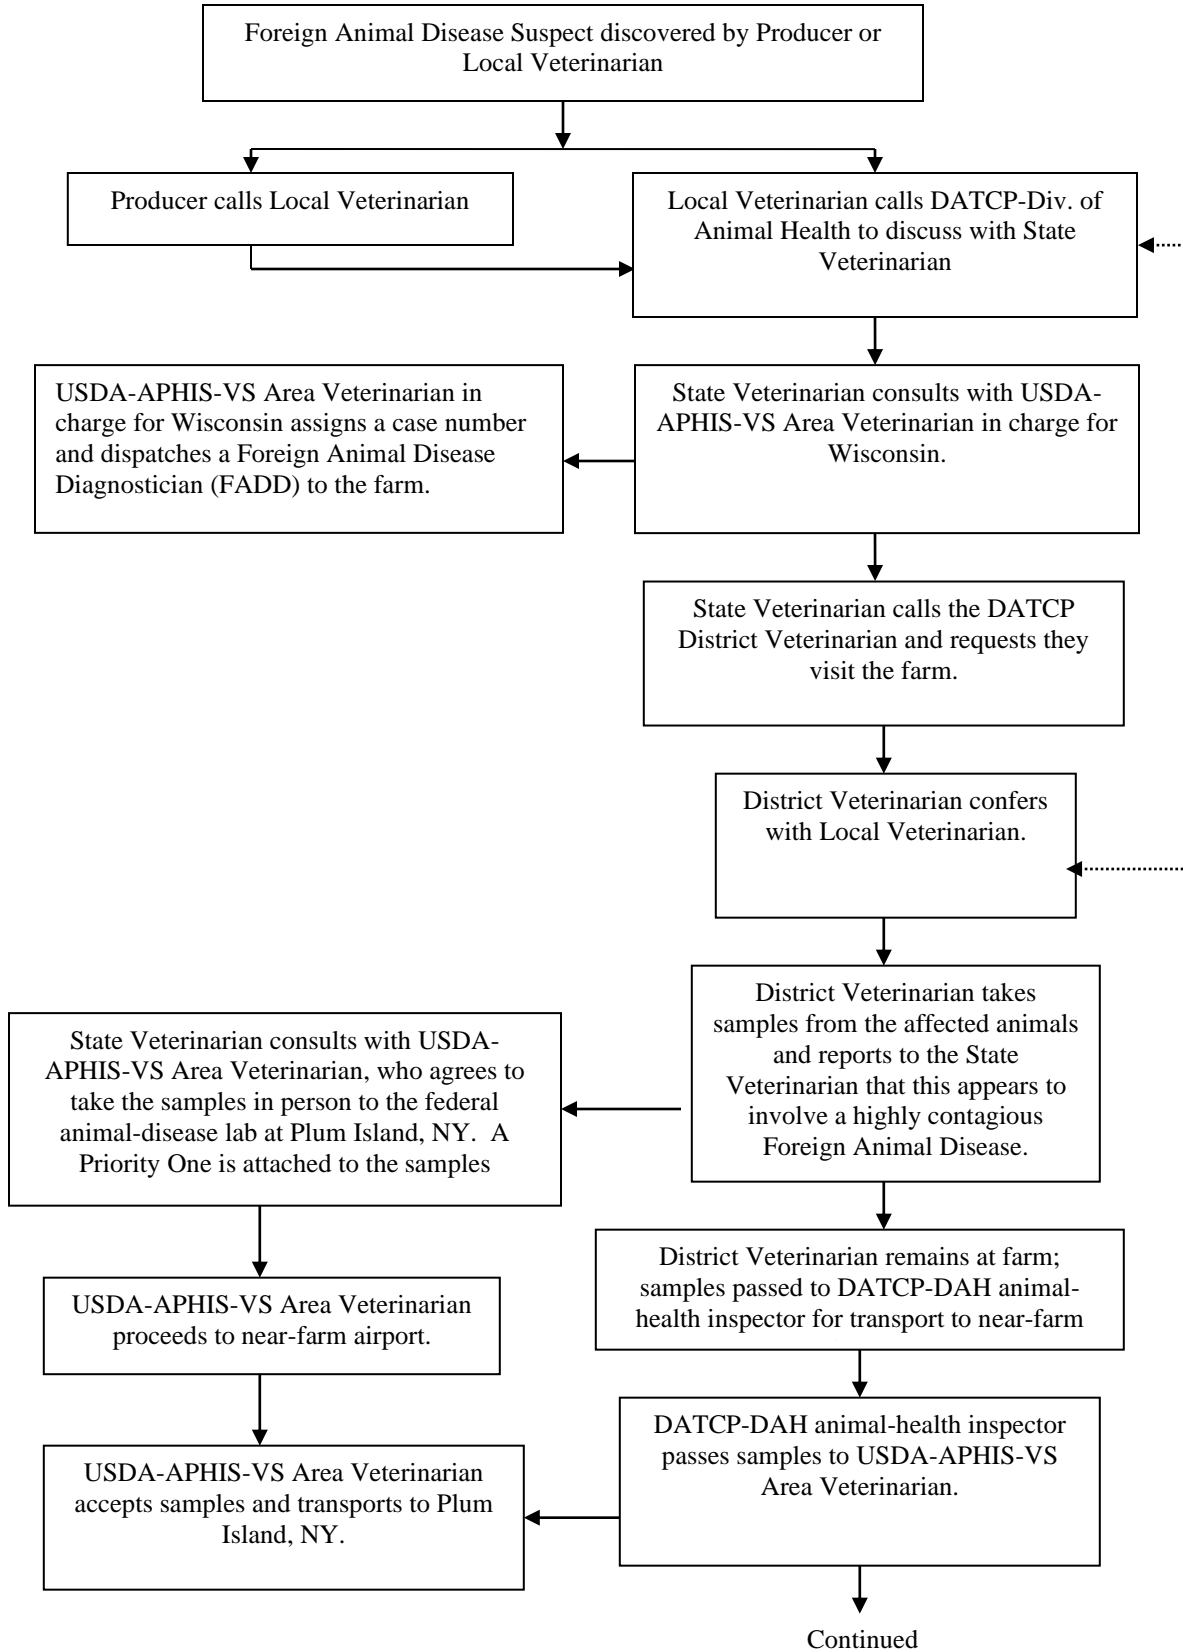 Foreign Animal Disease Suspect discovered by Producer or
Local Veterinarian
Producer calls Local Veterinarian
Local Veterinarian calls DATCP-Div. of
Animal Health to discuss with State
Veterinarian
USDA-APHIS-VS Area Veterinarian in
charge for Wisconsin assigns a case number
and dispatches a Foreign Animal Disease
Diagnostician (FADD) to the farm.
State Veterinarian consults with USDA-
APHIS-VS Area Veterinarian in charge for
Wisconsin.
State Veterinarian calls the DATCP
District Veterinarian and requests they
visit the farm.
District Veterinarian confers
with Local Veterinarian.
District Veterinarian takes
samples from the affected animals
and reports to the State
Veterinarian that this appears to
involve a highly contagious
Foreign Animal Disease.
State Veterinarian consults with USDA-
APHIS-VS Area Veterinarian, who agrees to
take the samples in person to the federal
animal-disease lab at Plum Island, NY.  A
Priority One is attached to the samples
District Veterinarian remains at farm;
samples passed to DATCP-DAH animal-
health inspector for transport to near-farm
USDA-APHIS-VS Area Veterinarian
proceeds to near-farm airport.
DATCP-DAH animal-health inspector
passes samples to USDA-APHIS-VS
Area Veterinarian.
USDA-APHIS-VS Area Veterinarian
accepts samples and transports to Plum
Island, NY.
Continued